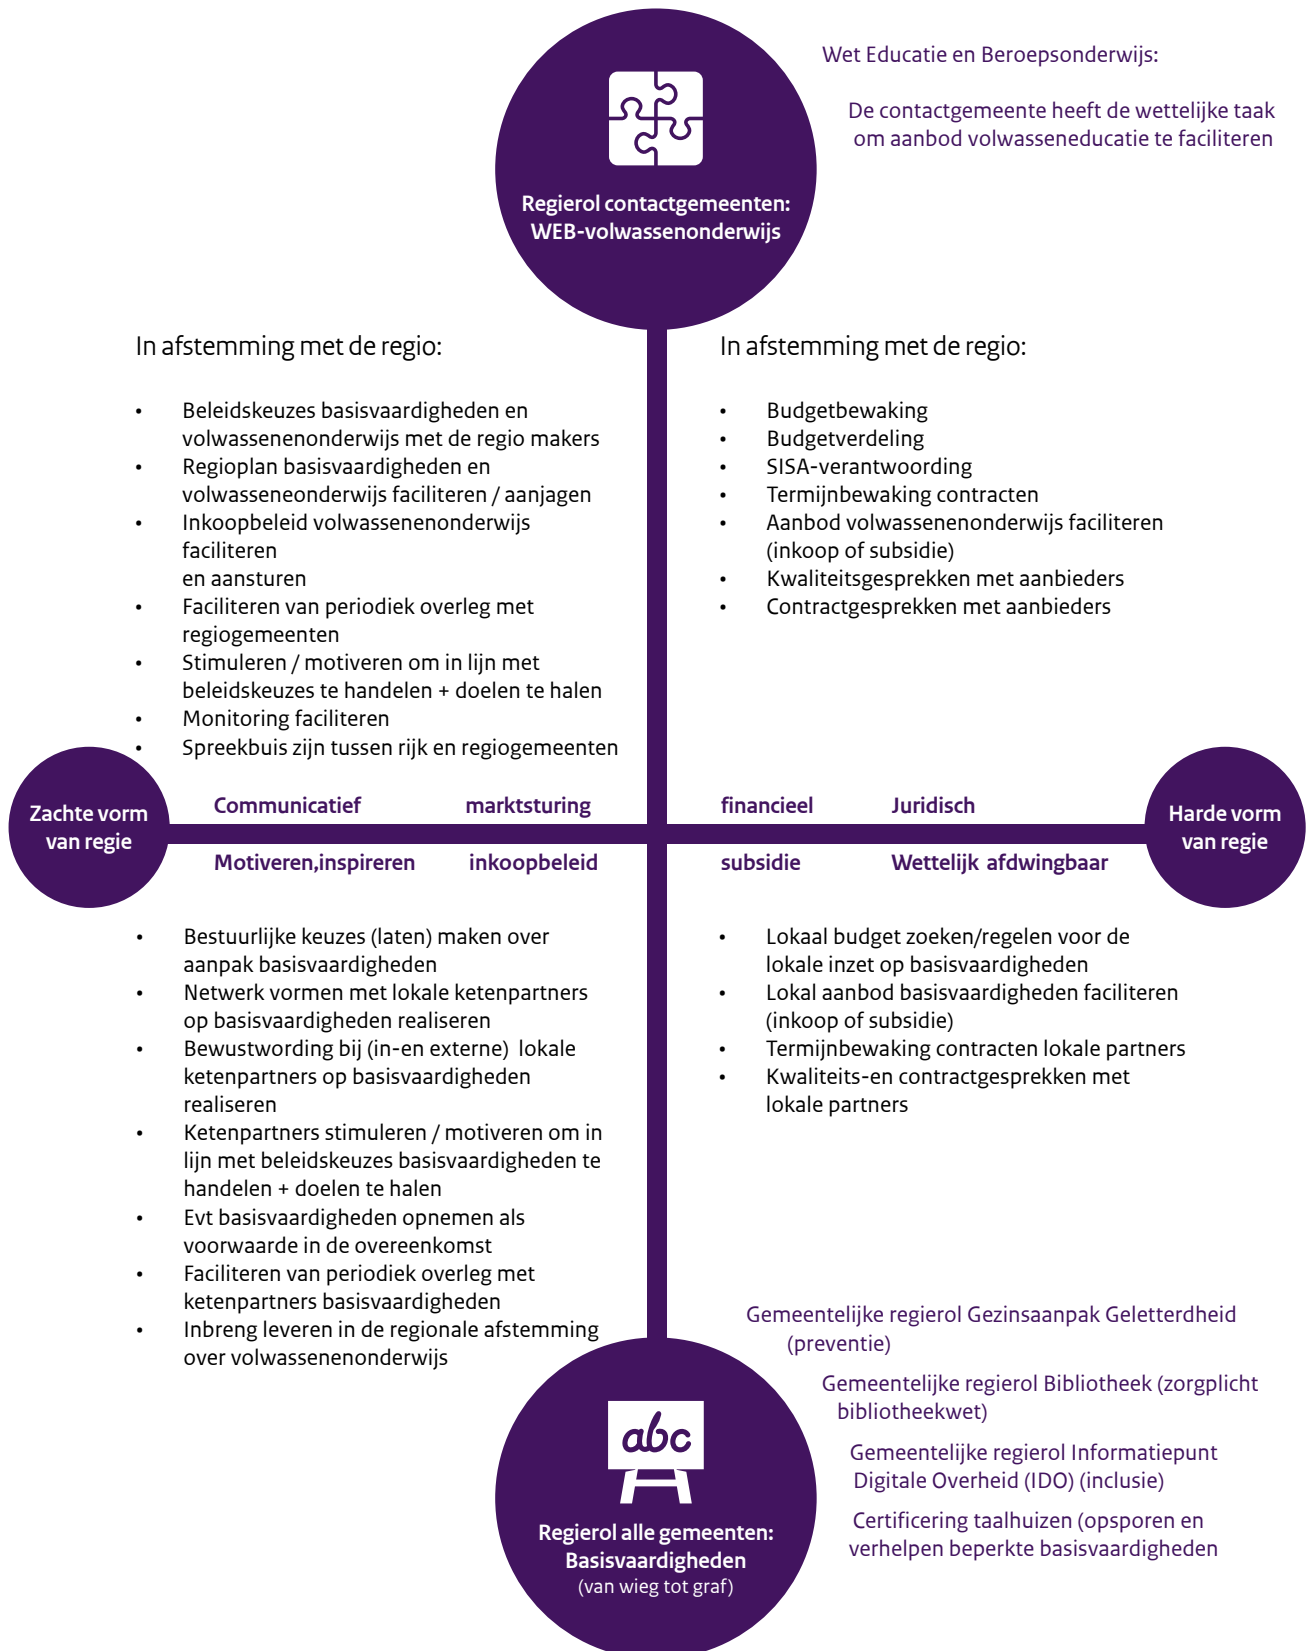 Wet Educatie en Beroepsonderwijs:
De contactgemeente heeft de wettelijke taak
om aanbod volwasseneducatie te faciliteren
Regierol contactgemeenten:
WEB-volwassenonderwijs
In afstemming met de regio:
• Beleidskeuzes basisvaardigheden en
volwassenenonderwijs met de regio makers
• Regioplan basisvaardigheden en
volwasseneonderwijs faciliteren / aanjagen
• Inkoopbeleid volwassenenonderwijs
faciliteren
en aansturen
• Faciliteren van periodiek overleg met
regiogemeenten
• Stimuleren / motiveren om in lijn met
beleidskeuzes te handelen + doelen te halen
• Monitoring faciliteren
• Spreekbuis zijn tussen rijk en regiogemeenten
In afstemming met de regio:
• Budgetbewaking
• Budgetverdeling
• SISA-verantwoording
• Termijnbewaking contracten
• Aanbod volwassenenonderwijs faciliteren
(inkoop of subsidie)
• Kwaliteitsgesprekken met aanbieders
• Contractgesprekken met aanbieders
Zachte vorm
van regie
Communicatief marktsturing financieel Juridisch
Motiveren,inspireren inkoopbeleid subsidie Wettelijk afdwingbaar
Harde vorm
van regie
• Bestuurlijke keuzes (laten) maken over
aanpak basisvaardigheden
• Netwerk vormen met lokale ketenpartners
op basisvaardigheden realiseren
• Bewustwording bij (in-en externe) lokale
ketenpartners op basisvaardigheden
realiseren
• Ketenpartners stimuleren / motiveren om in
lijn met beleidskeuzes basisvaardigheden te
handelen + doelen te halen
• Evt basisvaardigheden opnemen als
voorwaarde in de overeenkomst
• Faciliteren van periodiek overleg met
ketenpartners basisvaardigheden
• Inbreng leveren in de regionale afstemming
over volwassenenonderwijs
• Lokaal budget zoeken/regelen voor de
lokale inzet op basisvaardigheden
• Lokal aanbod basisvaardigheden faciliteren
(inkoop of subsidie)
• Termijnbewaking contracten lokale partners
• Kwaliteits-en contractgesprekken met
lokale partners
Gemeentelijke regierol Gezinsaanpak Geletterdheid
(preventie)
Gemeentelijke regierol Bibliotheek (zorgplicht
bibliotheekwet)
Gemeentelijke regierol Informatiepunt
Digitale Overheid (IDO) (inclusie)
Certificering taalhuizen (opsporen en
verhelpen beperkte basisvaardigheden
abc
Regierol alle gemeenten:
Basisvaardigheden
(van wieg tot graf)